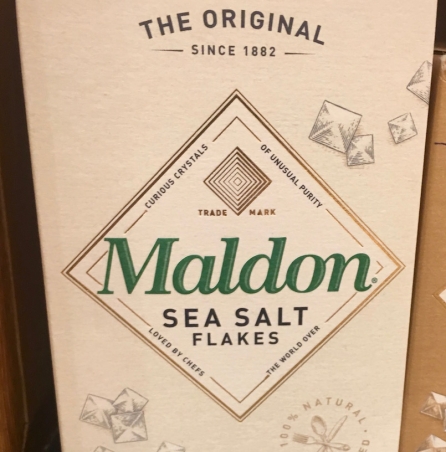 THE ORIGINAL
SINCE 1882
CURIOUS CRYSTALS
OF UNUSUAL PURITY
TRADE MARK
Maldon®
SEA SALT
FLAKES
LOVED BY CHEFS
THE WORLD OVER
100% NATURAL